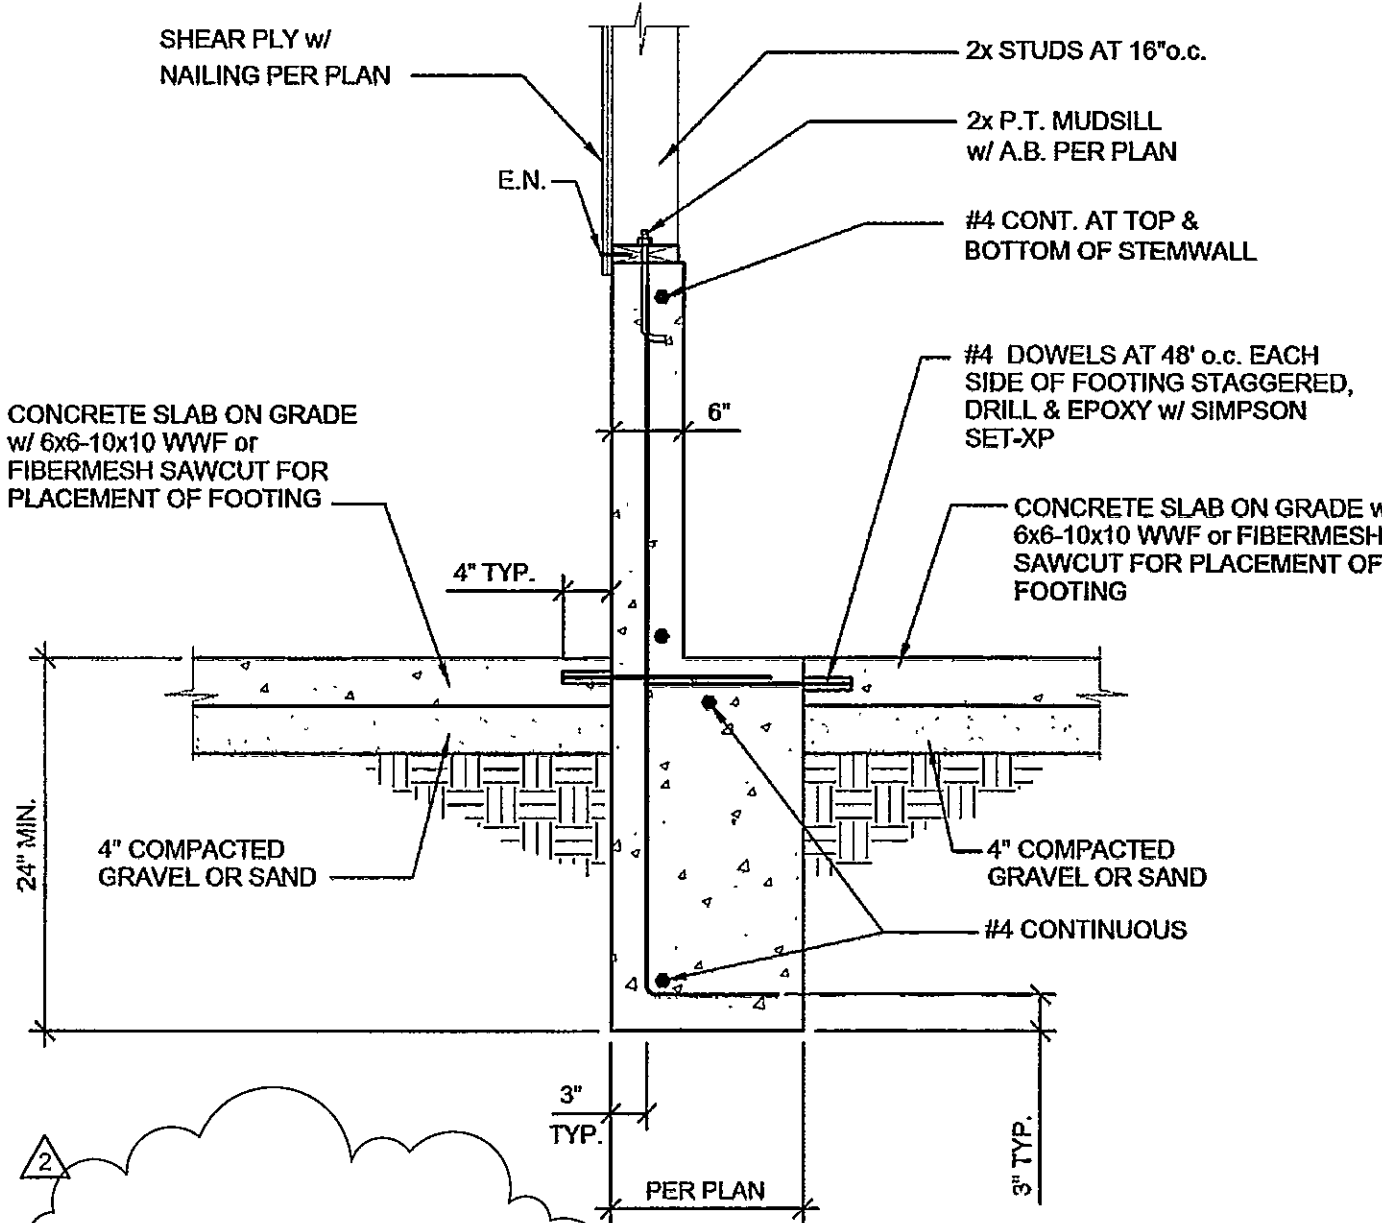 SHEAR PLY w/
NAILING PER PLAN
2x STUDS AT 16"o.c.
2x P.T. MUDSILL
w/ A.B. PER PLAN
E.N.
#4 CONT. AT TOP &
BOTTOM OF STEMWALL
#4 DOWELS AT 48' o.c. EACH
SIDE OF FOOTING STAGGERED,
DRILL & EPOXY w/ SIMPSON
SET-XP
6"
CONCRETE SLAB ON GRADE
w/ 6x6-10x10 WWF or
FIBERMESH SAWCUT FOR
PLACEMENT OF FOOTING
CONCRETE SLAB ON GRADE w
6x6-10x10 WWF or FIBERMESH
SAWCUT FOR PLACEMENT OF
FOOTING
4" TYP.
24" MIN.
4" COMPACTED
GRAVEL OR SAND
4" COMPACTED
GRAVEL OR SAND
#4 CONTINUOUS
3"
TYP.
3" TYP.
2
PER PLAN